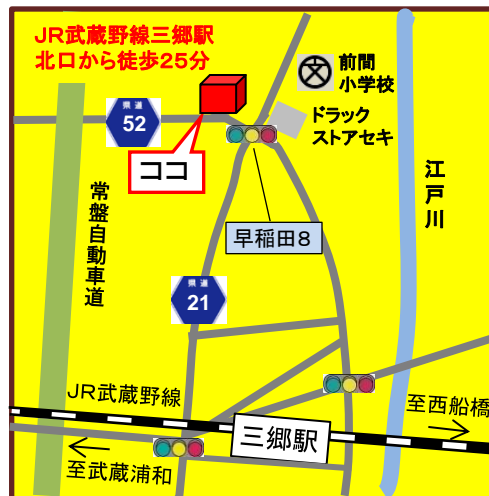 JR武蔵野線三郷駅
北口から徒歩25分
前間
小学校
ドラック
ストアセキ
県道
52
ココ
江戸川
常盤自動車道
早稲田8
県道
21
JR武蔵野線
至西船橋
三郷駅
至武蔵浦和